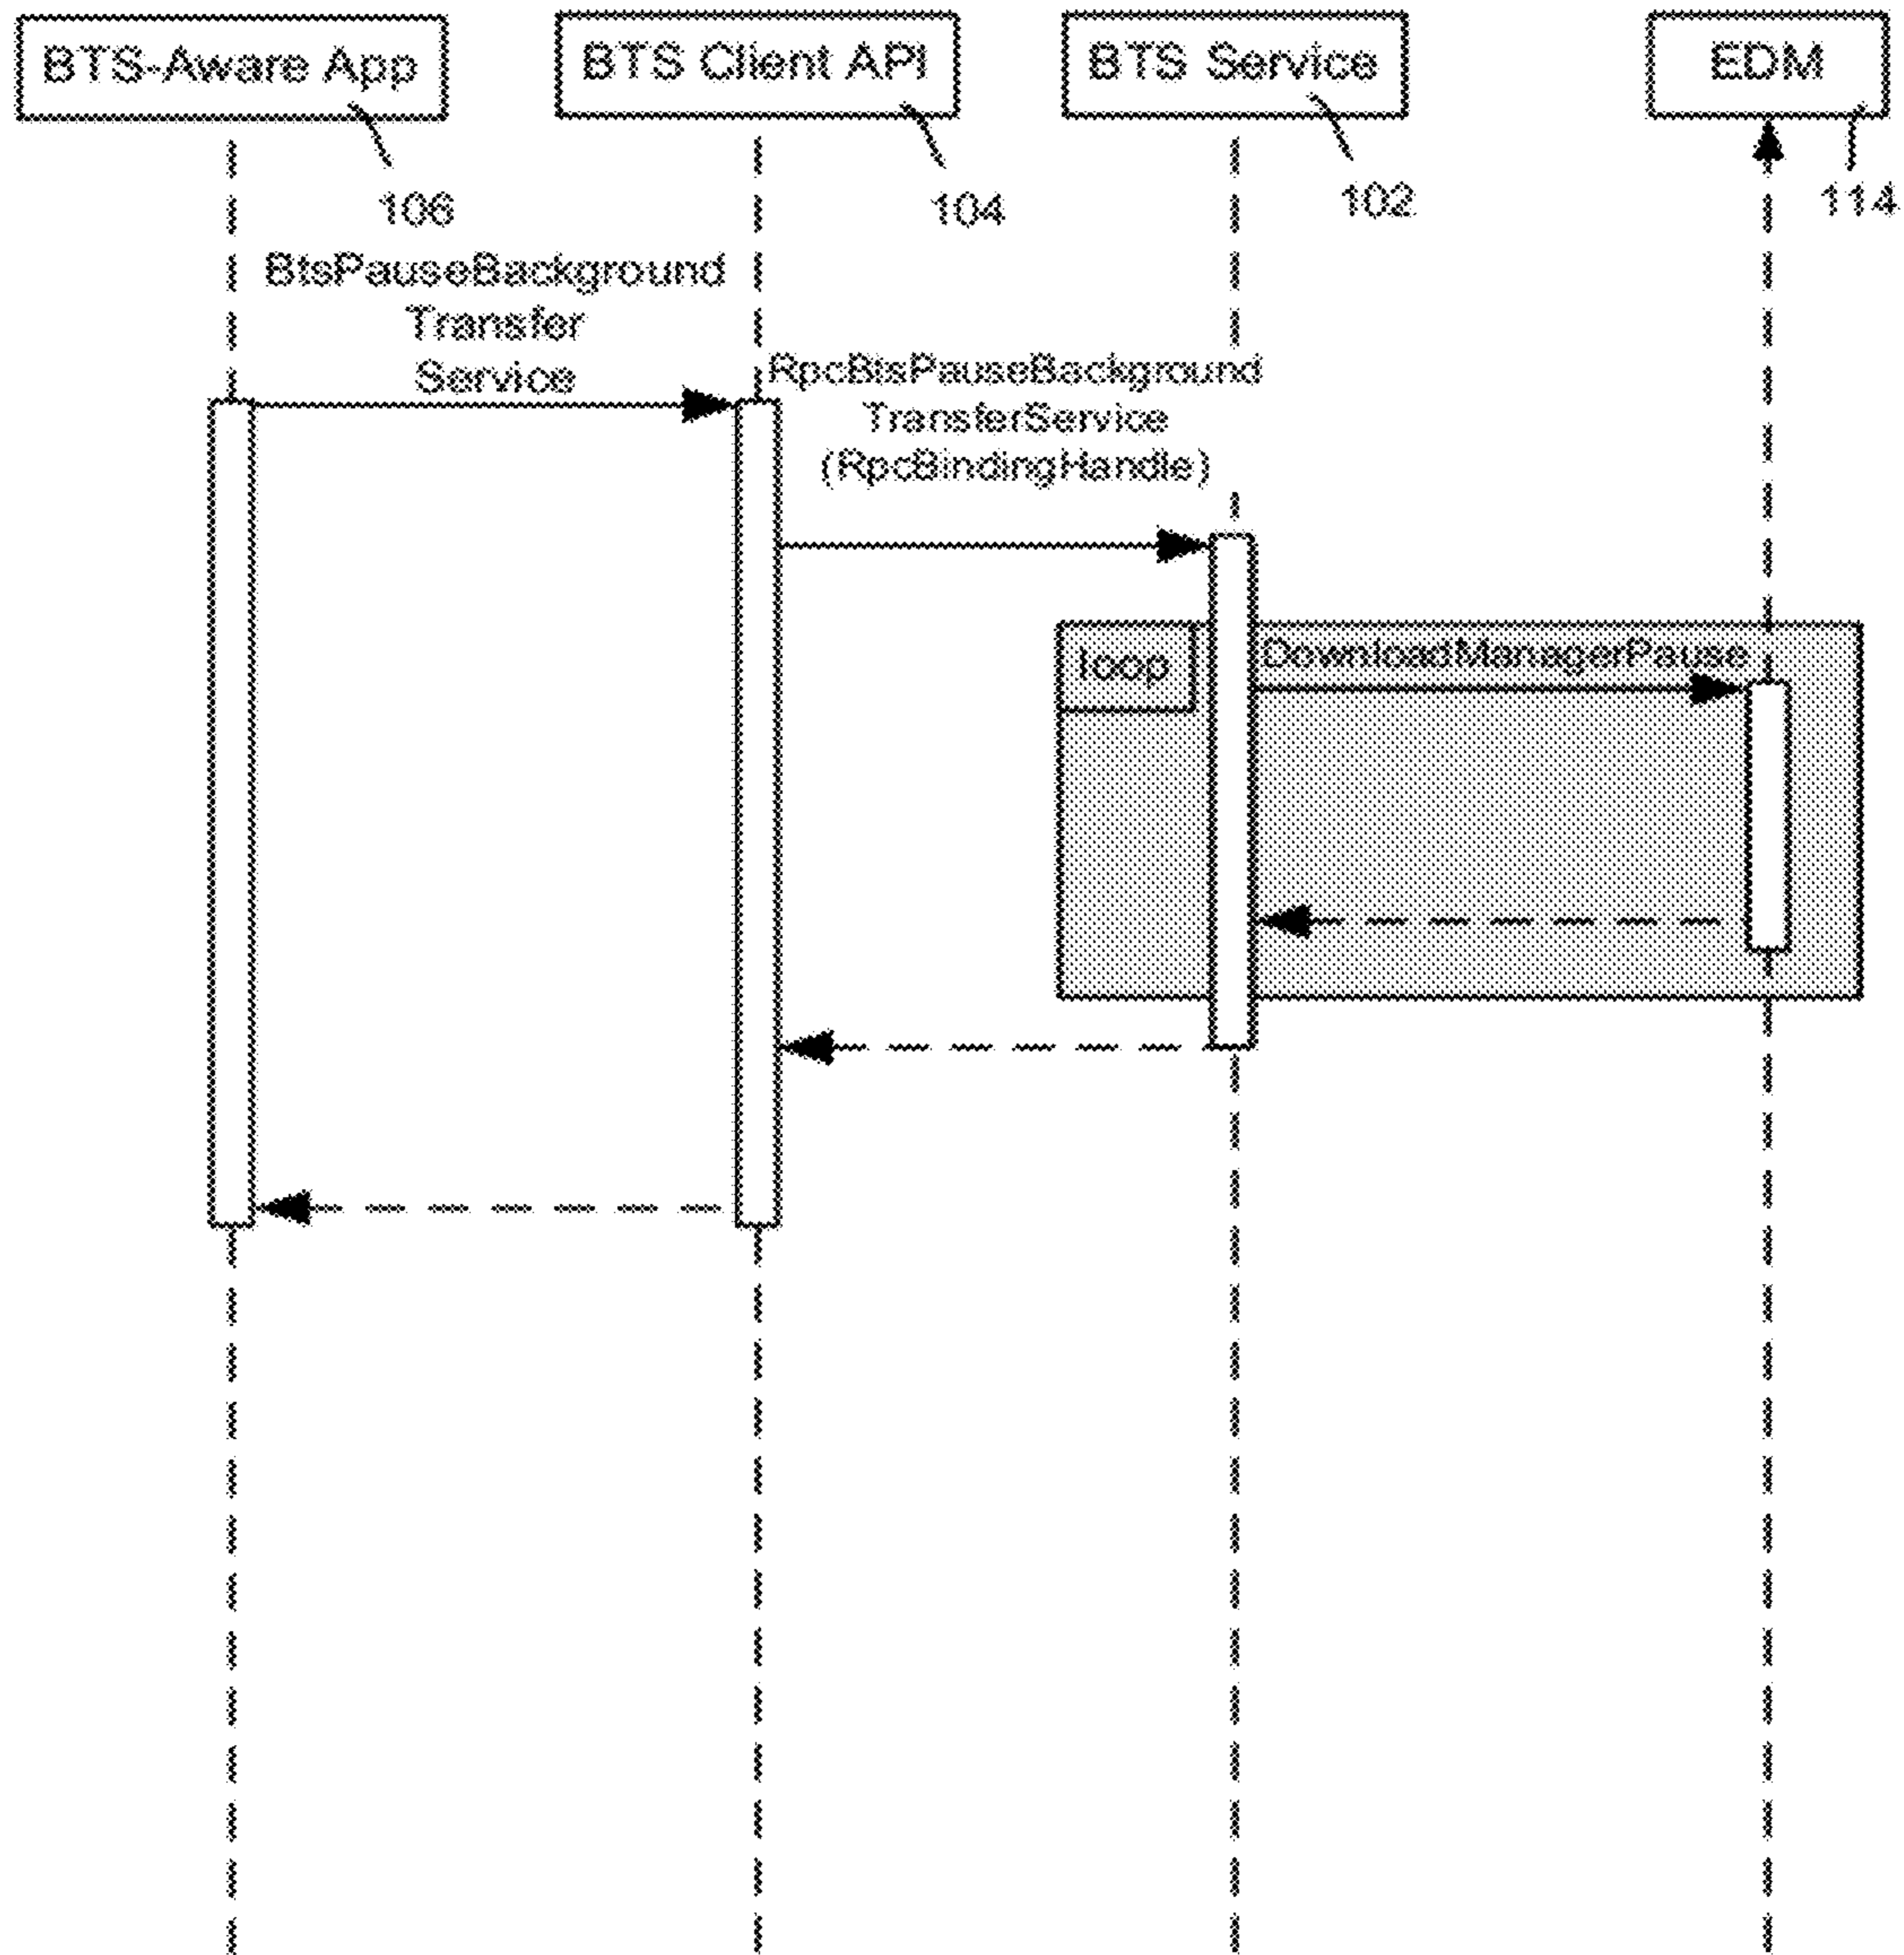 BTS-Aware App
BTS Client API
BTS Service
EDM
106
104
102
114
BtsPauseBackground
Transfer
Service
RpcBtsPauseBackground
TransferService
(RpcBindingHandle)
loop
DownloadManagerPause